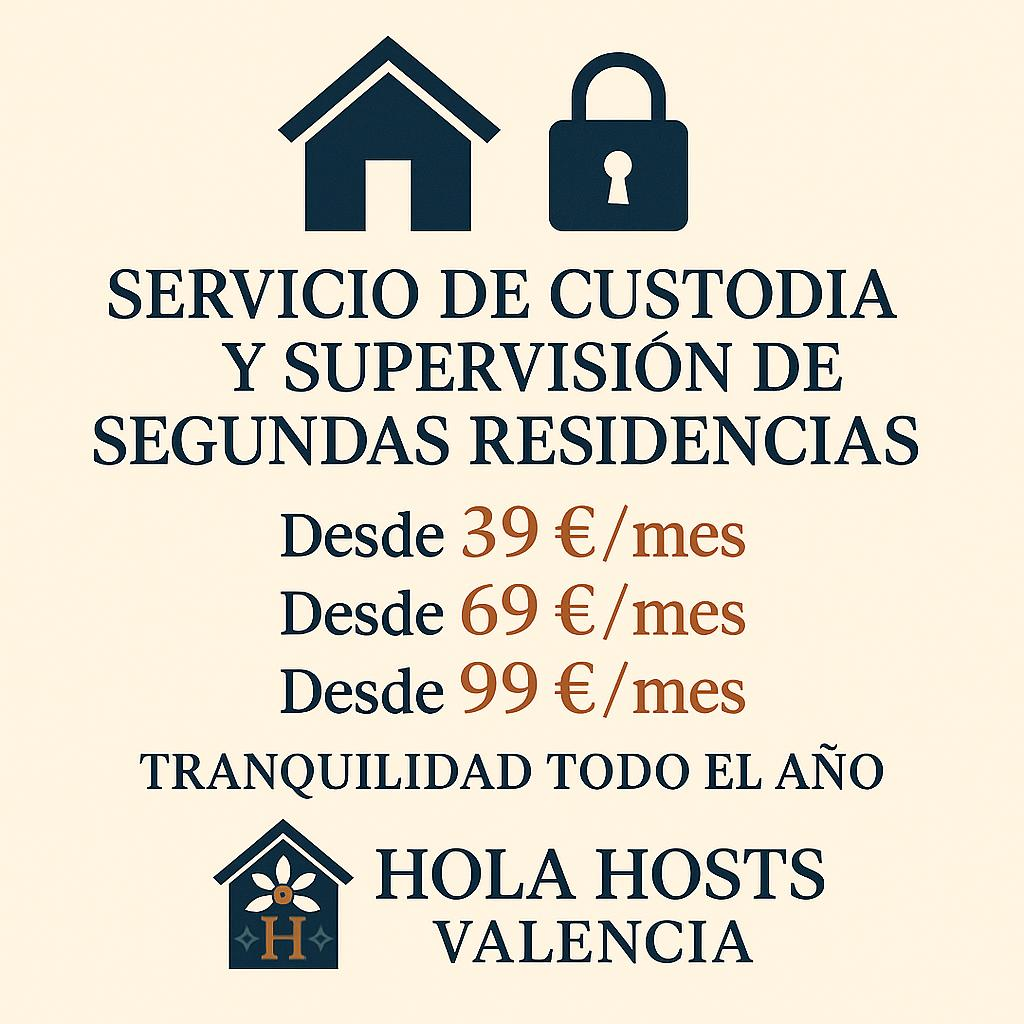 SERVICIO DE CUSTODIA
Y SUPERVISIÓN DE
SEGUNDAS RESIDENCIAS
Desde 39 €/mes
Desde 69 €/mes
Desde 99 €/mes
TRANQUILIDAD TODO EL AÑO
H
HOLA HOSTS
VALENCIA